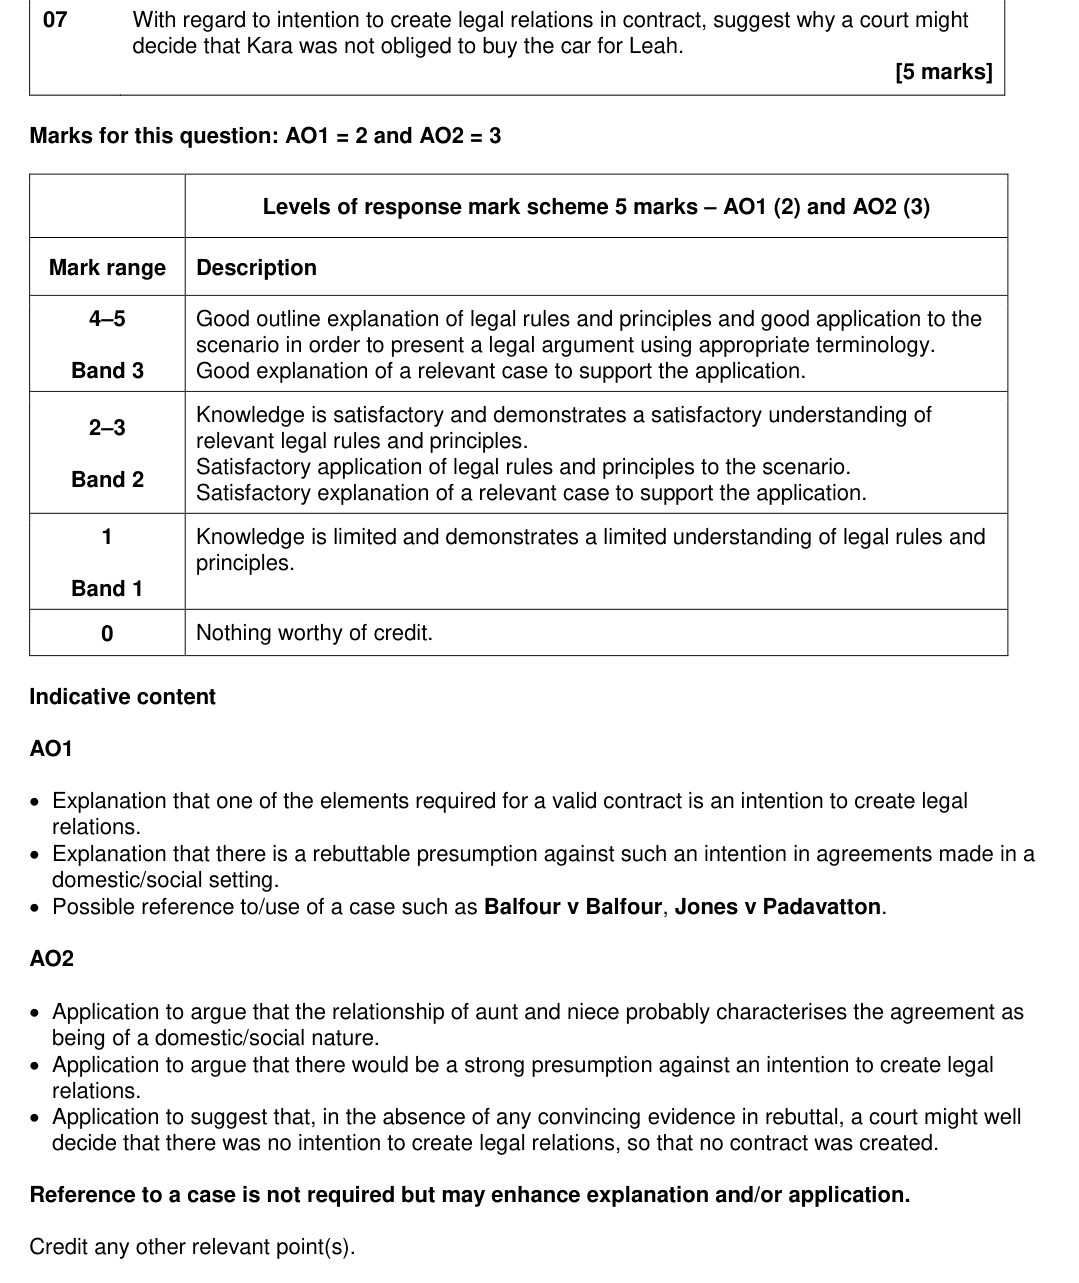 07 With regard to intention to create legal relations in contract, suggest why a court might
decide that Kara was not obliged to buy the car for Leah.
[5 marks]
Marks for this question: AO1 = 2 and AO2 = 3
Levels of response mark scheme 5 marks – AO1 (2) and AO2 (3)
Mark range Description
4–5
Band 3
Good outline explanation of legal rules and principles and good application to the
scenario in order to present a legal argument using appropriate terminology.
Good explanation of a relevant case to support the application.
2–3
Band 2
Knowledge is satisfactory and demonstrates a satisfactory understanding of
relevant legal rules and principles.
Satisfactory application of legal rules and principles to the scenario.
Satisfactory explanation of a relevant case to support the application.
1
Band 1
Knowledge is limited and demonstrates a limited understanding of legal rules and
principles.
0 Nothing worthy of credit.
Indicative content
AO1
• Explanation that one of the elements required for a valid contract is an intention to create legal
relations.
• Explanation that there is a rebuttable presumption against such an intention in agreements made in a
domestic/social setting.
• Possible reference to/use of a case such as Balfour v Balfour, Jones v Padavatton.
AO2
• Application to argue that the relationship of aunt and niece probably characterises the agreement as
being of a domestic/social nature.
• Application to argue that there would be a strong presumption against an intention to create legal
relations.
• Application to suggest that, in the absence of any convincing evidence in rebuttal, a court might well
decide that there was no intention to create legal relations, so that no contract was created.
Reference to a case is not required but may enhance explanation and/or application.
Credit any other relevant point(s).